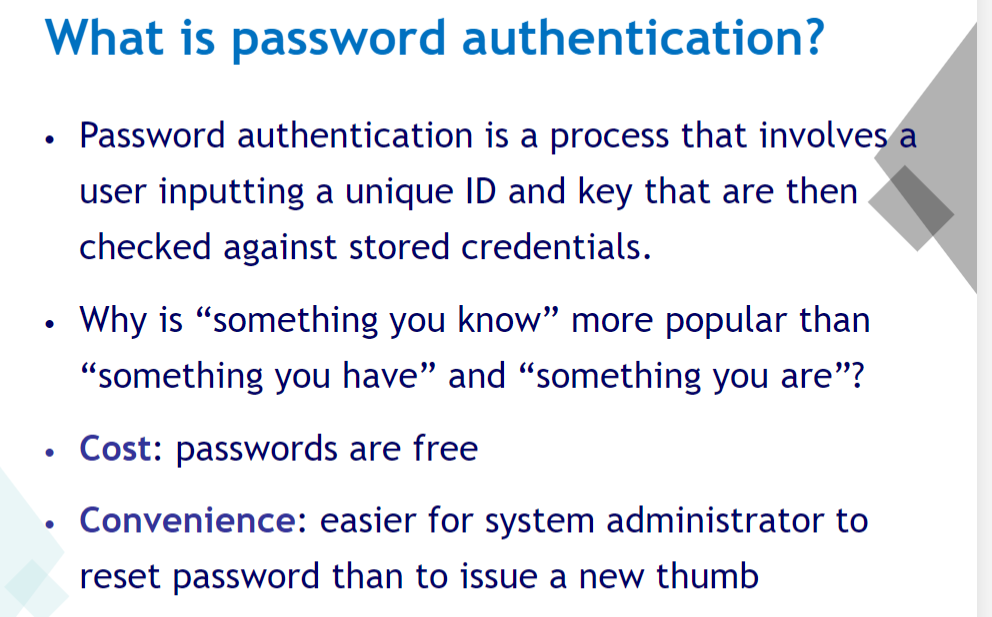 What is password authentication?
• Password authentication is a process that involves a
user inputting a unique ID and key that are then
checked against stored credentials.
• Why is “something you know” more popular than
“something you have” and “something you are”?
• Cost: passwords are free
• Convenience: easier for system administrator to
reset password than to issue a new thumb